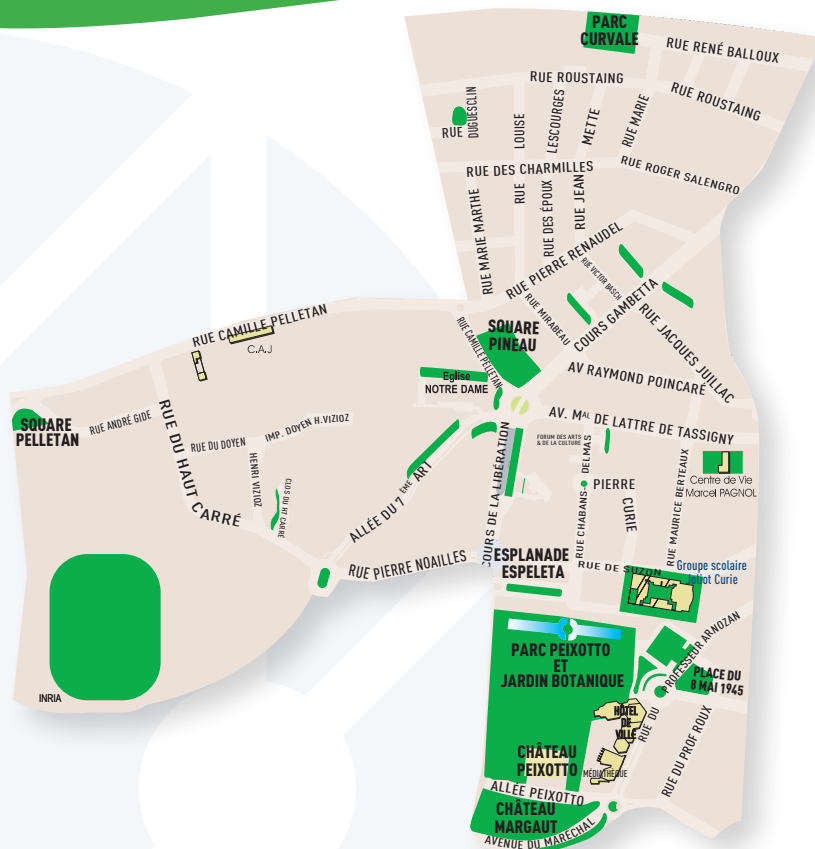 PARC
CURVALE
RUE RENÉ BALLOUX
RUE ROUSTAING
RUE ROUSTAING
RUE
DUGUESCLIN
RUE LOUISE
LESCOURGES
RUE DES ÉPOUX
METTE
RUE JEAN
RUE MARIE
RUE DES CHARMILLES
RUE ROGER SALENGRO
RUE MARIE MARTHE
RUE PIERRE RENAUDEL
RUE VICTOR BASCH
RUE MIRABEAU
COURS GAMBETTA
RUE JACQUES JUILLAC
RUE CAMILLE PELLETAN
C.A.J
RUE CAMILLE PELLETAN
SQUARE
PINEAU
Eglise
NOTRE DAME
AV RAYMOND POINCARÉ
AV. MAL DE LATTRE DE TASSIGNY
SQUARE
PELLETAN
RUE ANDRÉ GIDE
RUE DU HAUT CARRÉ
RUE DU DOYEN
HENRI VIZIOZ
IMP. DOYEN H.VIZIOZ
CLOS DU HT CARRÉ
ALLÉE DU 7 ÈME ART
COURS DE LA LIBÉRATION
FORUM DES ARTS
& DE LA CULTURE
RUE CHABANS-DELMAS
PIERRE
CURIE
RUE MAURICE BERTEAUX
Centre de Vie
Marcel PAGNOL
RUE PIERRE NOAILLES
ESPLANADE
ESPELETA
RUE DE SUZON
Groupe scolaire
Joliot Curie
INRIA
PARC PEIXOTTO
ET
JARDIN BOTANIQUE
RUE DU PROFESSEUR ARNOZAN
PLACE DU
8 MAI 1945
HÔTEL
DE
VILLE
RUE DU PROF ROUX
CHÂTEAU
PEIXOTTO
MÉDIATHÈQUE
ALLÉE PEIXOTTO
CHÂTEAU
MARGAUT
AVENUE DU MARÉCHAL